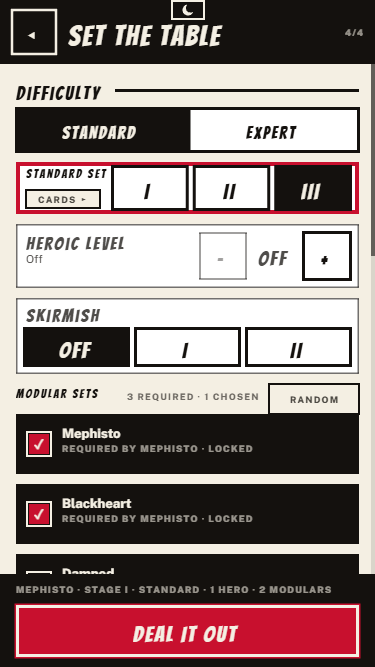 SET THE TABLE
4/4
DIFFICULTY
STANDARD
EXPERT
STANDARD SET
CARDS
I
II
III
HEROIC LEVEL
Off
-
OFF
+
SKIRMISH
OFF
I
II
MODULAR SETS
3 REQUIRED · 1 CHOSEN
RANDOM
Mephisto
REQUIRED BY MEPHISTO · LOCKED
Blackheart
REQUIRED BY MEPHISTO · LOCKED
Damned
MEPHISTO · STAGE I · STANDARD · 1 HERO · 2 MODULARS
DEAL IT OUT